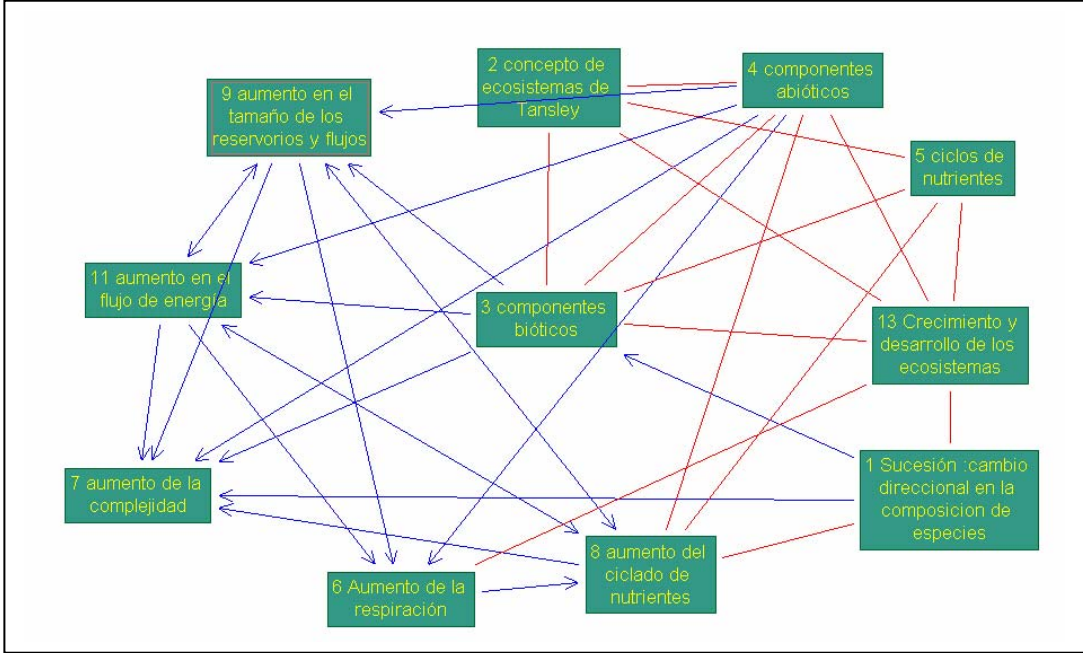 2 concepto de
ecosistemas de
Tansley
4 componentes
abióticos
9 aumento en el
tamaño de los
reservorios y flujos
5 ciclos de
nutrientes
11 aumento en el
flujo de energía
3 componentes
bióticos
13 Crecimiento y
desarrollo de los
ecosistemas
7 aumento de la
complejidad
1 Sucesión :cambio
direccional en la
composicion de
especies
8 aumento del
ciclado de
nutrientes
6 Aumento de la
respiración